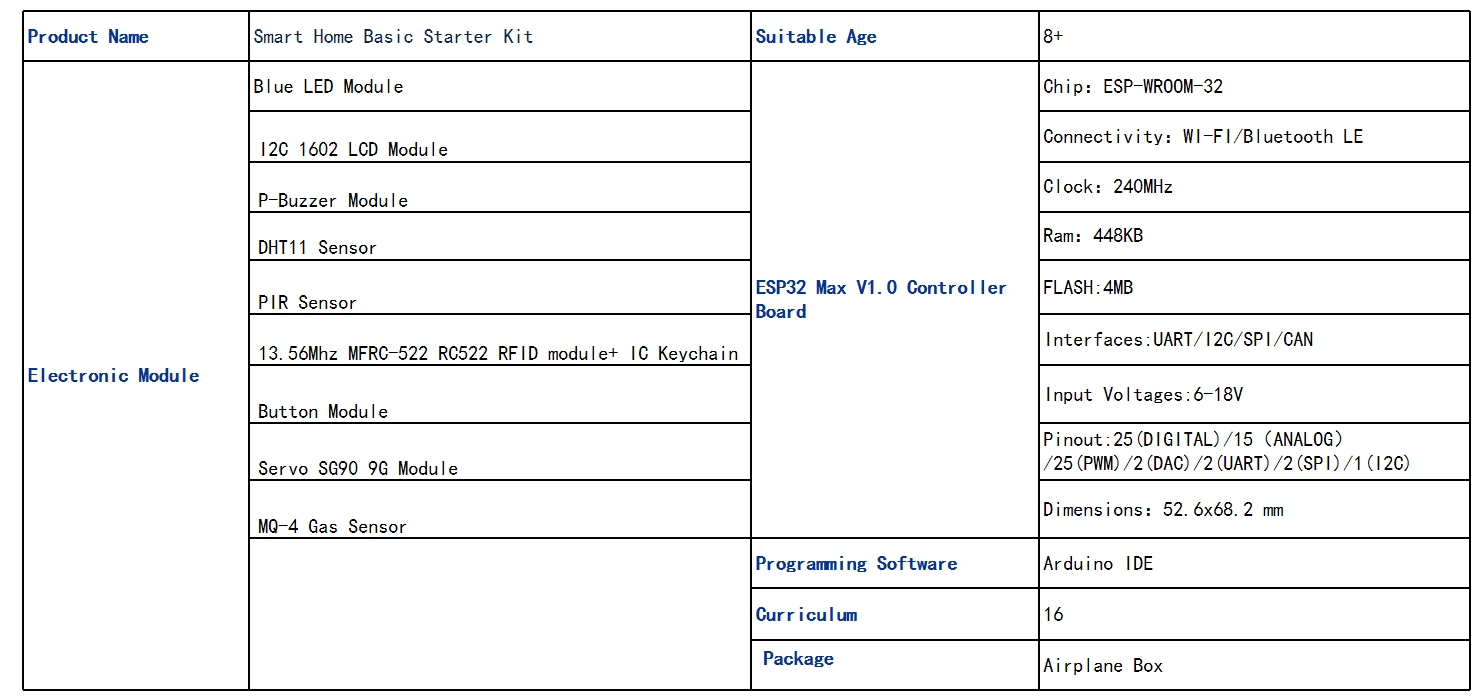 Product Name
Smart Home Basic Starter Kit
Suitable Age
8+
Electronic Module
Blue LED Module
I2C 1602 LCD Module
P-Buzzer Module
DHT11 Sensor
PIR Sensor
13.56Mhz MFRC-522 RC522 RFID module+ IC Keychain
Button Module
Servo SG90 9G Module
MQ-4 Gas Sensor
ESP32 Max V1.0 Controller
Board
Chip：ESP-WROOM-32
Connectivity：WI-FI/Bluetooth LE
Clock：240MHz
Ram：448KB
FLASH:4MB
Interfaces:UART/I2C/SPI/CAN
Input Voltages:6-18V
Pinout:25(DIGITAL)/15（ANALOG）
/25(PWM)/2(DAC)/2(UART)/2(SPI)/1(I2C)
Dimensions：52.6x68.2 mm
Programming Software
Arduino IDE
Curriculum
16
Package
Airplane Box